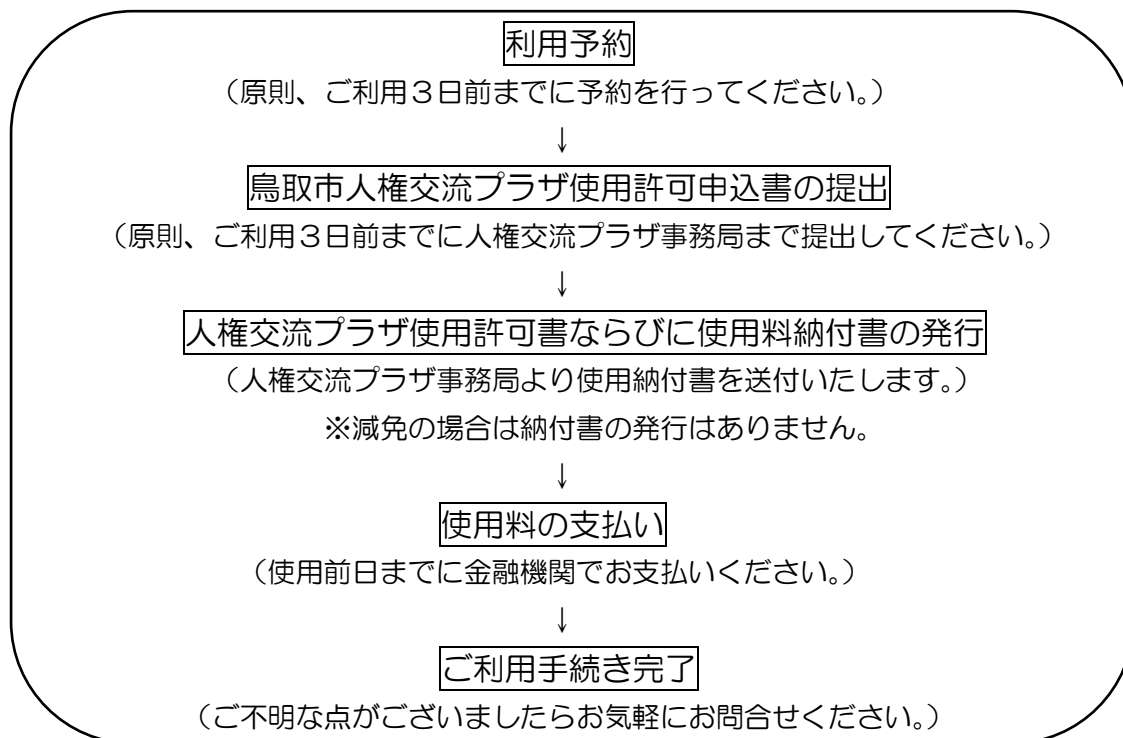 利用予約
（原則、ご利用３日前までに予約を行ってください。）
↓
鳥取市人権交流プラザ使用許可申込書の提出
（原則、ご利用３日前までに人権交流プラザ事務局まで提出してください。）
↓
人権交流プラザ使用許可書ならびに使用料納付書の発行
（人権交流プラザ事務局より使用納付書を送付いたします。）
※減免の場合は納付書の発行はありません。
↓
使用料の支払い
（使用前日までに金融機関でお支払いください。）
↓
ご利用手続き完了
（ご不明な点がございましたらお気軽にお問合せください。）